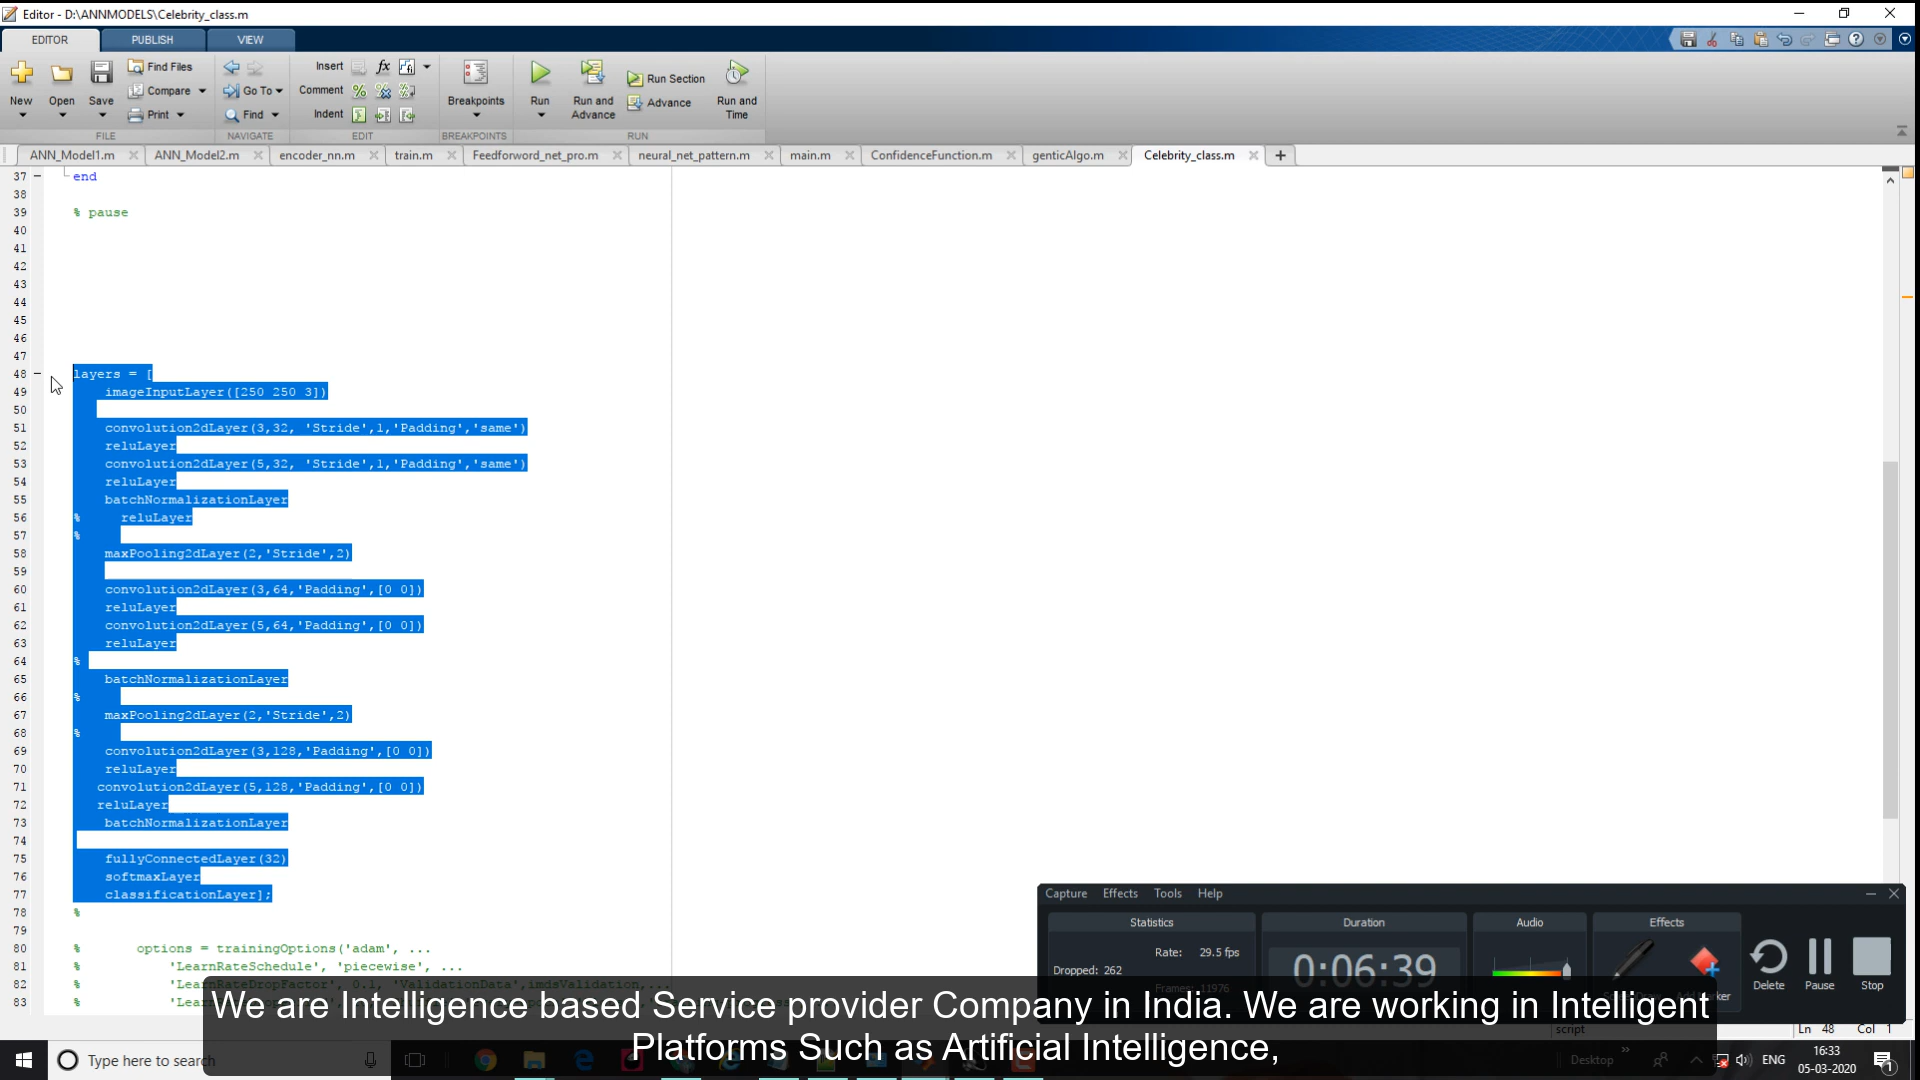 Editor - D:\ANNMODELS\Celebrity_class.m
EDITOR PUBLISH VIEW
New Open Save Find Files Compare Print Go To Find Insert Comment Indent Breakpoints Run Run and Advance Run Section Advance Run and Time
FILE NAVIGATE EDIT BREAKPOINTS RUN
ANN_Model1.m ANN_Model2.m encoder_nn.m train.m Feedforword_net_pro.m neural_net_pattern.m main.m ConfidenceFunction.m genticAlgo.m Celebrity_class.m +
37 end
38
39 % pause
40
41
42
43
44
45
46
47
48 layers = [
49 imageInputLayer([250 250 3])
50
51 convolution2dLayer(3,32, 'Stride',1,'Padding','same')
52 reluLayer
53 convolution2dLayer(5,32, 'Stride',1,'Padding','same')
54 reluLayer
55 batchNormalizationLayer
56 % reluLayer
57 %
58 maxPooling2dLayer(2,'Stride',2)
59
60 convolution2dLayer(3,64,'Padding',[0 0])
61 reluLayer
62 convolution2dLayer(5,64,'Padding',[0 0])
63 reluLayer
64 %
65 batchNormalizationLayer
66 %
67 maxPooling2dLayer(2,'Stride',2)
68 %
69 convolution2dLayer(3,128,'Padding',[0 0])
70 reluLayer
71 convolution2dLayer(5,128,'Padding',[0 0])
72 reluLayer
73 batchNormalizationLayer
74
75 fullyConnectedLayer(32)
76 softmaxLayer
77 classificationLayer];
78 %
79
80 % options = trainingOptions('adam', ...
81 % 'LearnRateSchedule', 'piecewise', ...
82 % 'LearnRateDropFactor', 0.1, 'ValidationData',imdsValidation,...
83 %
Capture Effects Tools Help
Statistics Duration Audio Effects
Rate: 29.5 fps
Dropped: 262
Frames: 11976
0:06:39
Delete Pause Stop
We are Intelligence based Service provider Company in India. We are working in Intelligent
Platforms Such as Artificial Intelligence,
script Ln 48 Col 1
Type here to search
Desktop ENG
16:33
05-03-2020
1